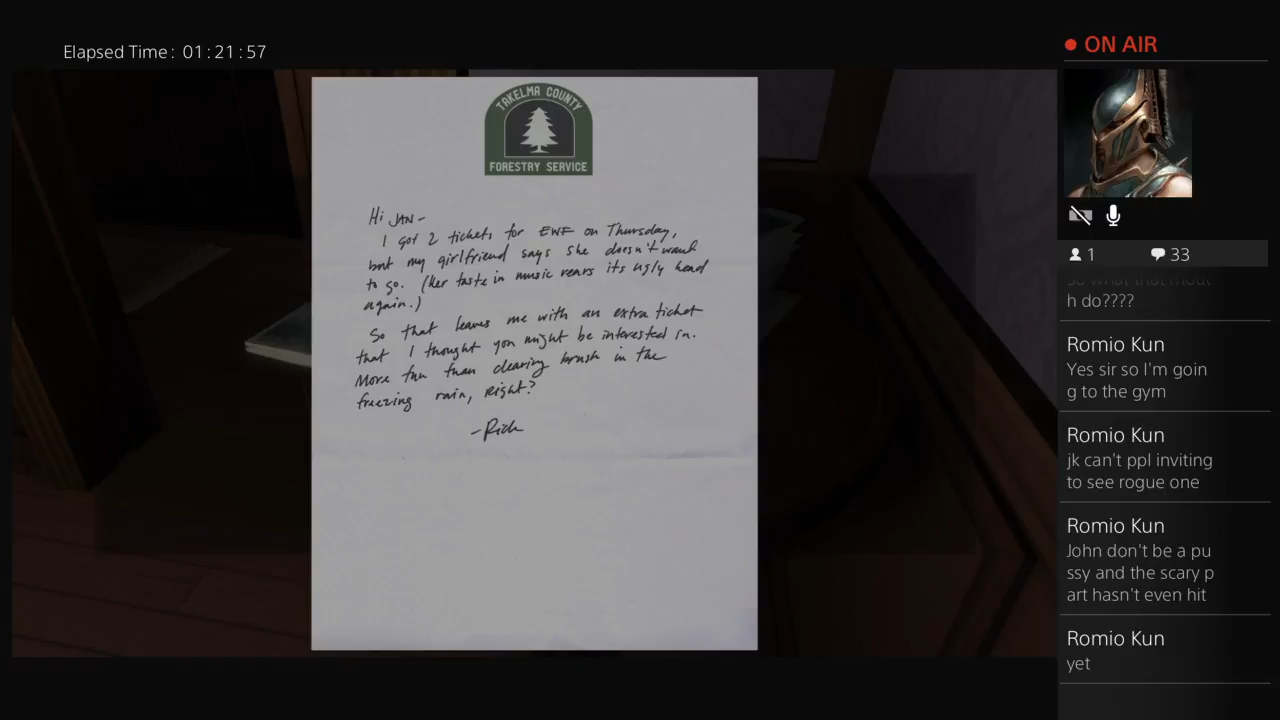 Elapsed Time: 01:21:57
ON AIR
TAKELMA COUNTY
FORESTRY SERVICE
Hi JAN-
I got 2 tickets for EWF on Thursday,
but my girlfriend says she doesn't want
to go. (Her taste in music rears its ugly head
again.)
So that leaves me with an extra ticket
that I thought you might be interested in.
More fun than clearing brush in the
freezing rain, right?
-Rich
1
33
So what that mout
h do????
Romio Kun
Yes sir so I'm goin
g to the gym
Romio Kun
jk can't ppl inviting
to see rogue one
Romio Kun
John don't be a pu
ssy and the scary p
art hasn't even hit
Romio Kun
yet